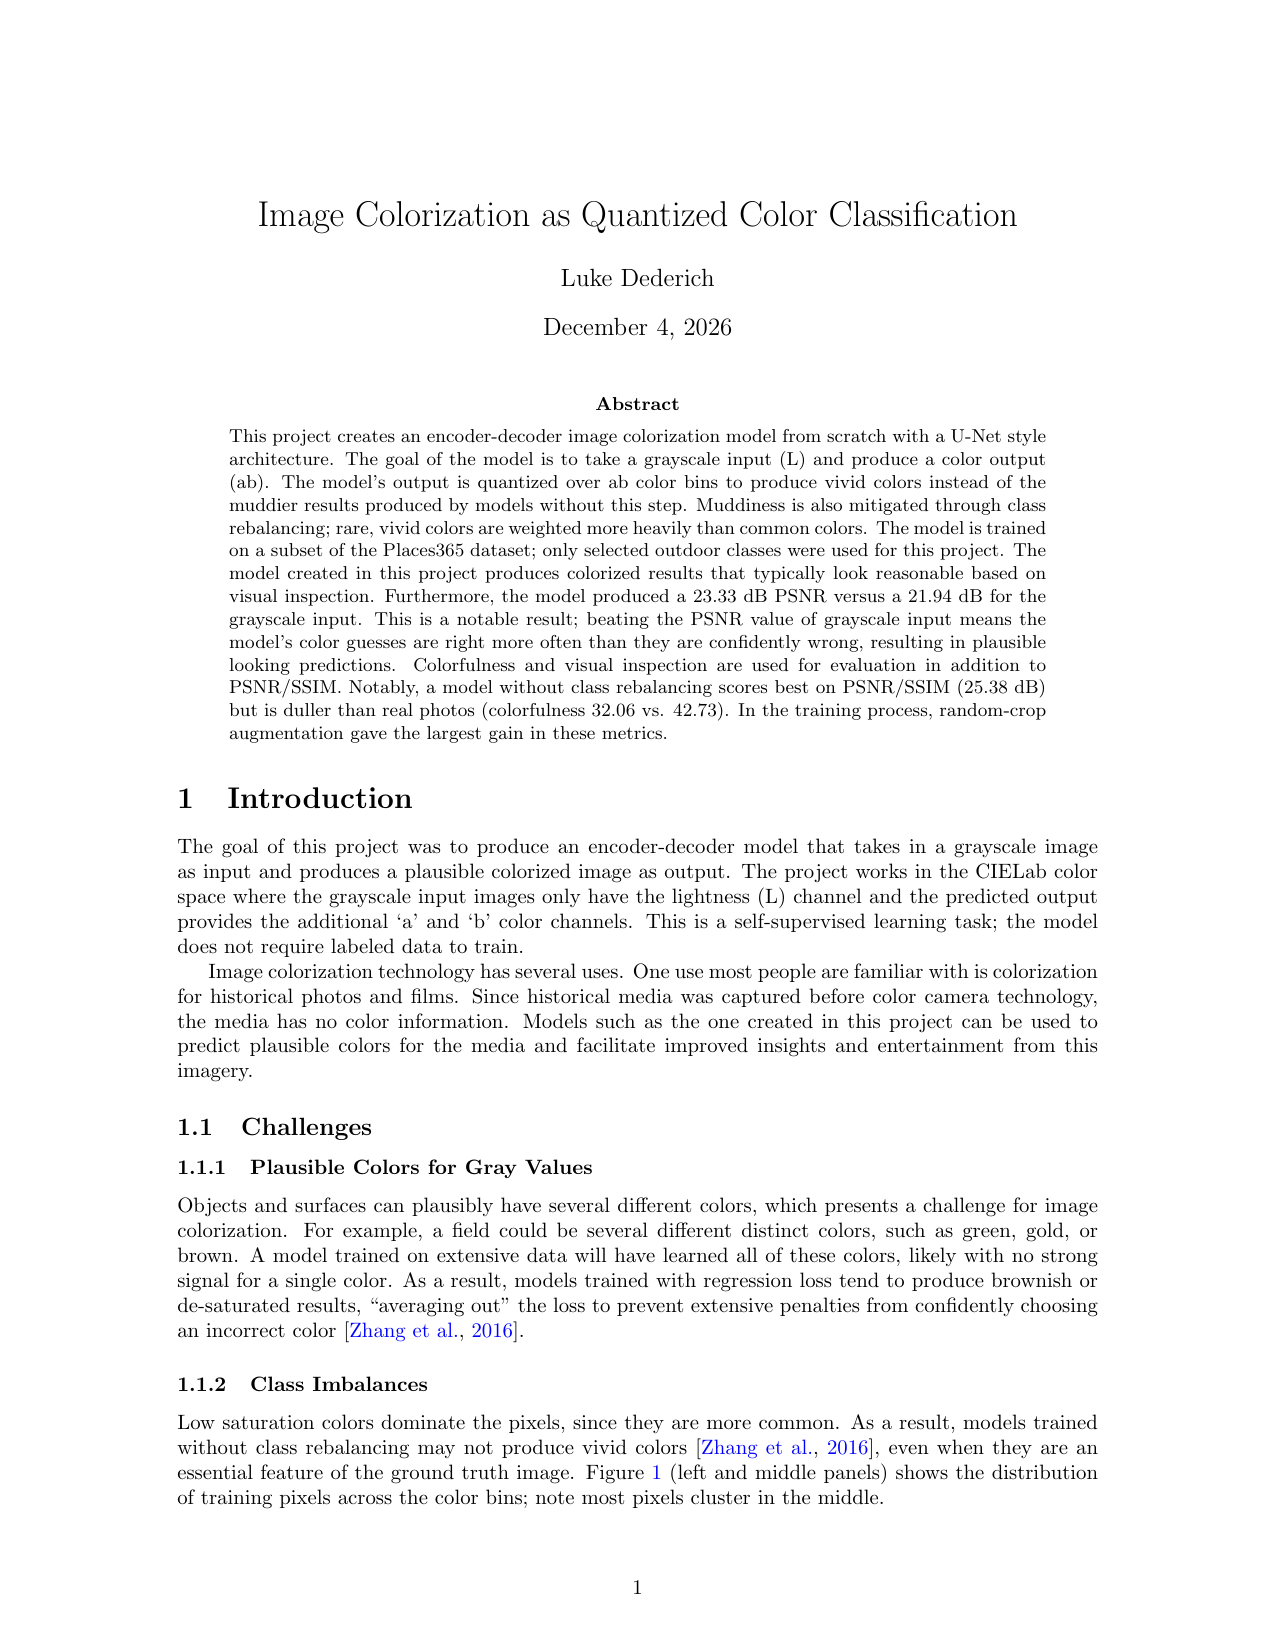 Image Colorization as Quantized Color Classification
Luke Dederich
December 4, 2026
Abstract
This project creates an encoder-decoder image colorization model from scratch with a U-Net style
architecture. The goal of the model is to take a grayscale input (L) and produce a color output
(ab). The model's output is quantized over ab color bins to produce vivid colors instead of the
muddier results produced by models without this step. Muddiness is also mitigated through class
rebalancing; rare, vivid colors are weighted more heavily than common colors. The model is trained
on a subset of the Places365 dataset; only selected outdoor classes were used for this project. The
model created in this project produces colorized results that typically look reasonable based on
visual inspection. Furthermore, the model produced a 23.33 dB PSNR versus a 21.94 dB for the
grayscale input. This is a notable result; beating the PSNR value of grayscale input means the
model's color guesses are right more often than they are confidently wrong, resulting in plausible
looking predictions. Colorfulness and visual inspection are used for evaluation in addition to
PSNR/SSIM. Notably, a model without class rebalancing scores best on PSNR/SSIM (25.38 dB)
but is duller than real photos (colorfulness 32.06 vs. 42.73). In the training process, random-crop
augmentation gave the largest gain in these metrics.
1 Introduction
The goal of this project was to produce an encoder-decoder model that takes in a grayscale image
as input and produces a plausible colorized image as output. The project works in the CIELab color
space where the grayscale input images only have the lightness (L) channel and the predicted output
provides the additional ‘a’ and ‘b’ color channels. This is a self-supervised learning task; the model
does not require labeled data to train.
Image colorization technology has several uses. One use most people are familiar with is colorization
for historical photos and films. Since historical media was captured before color camera technology,
the media has no color information. Models such as the one created in this project can be used to
predict plausible colors for the media and facilitate improved insights and entertainment from this
imagery.
1.1 Challenges
1.1.1 Plausible Colors for Gray Values
Objects and surfaces can plausibly have several different colors, which presents a challenge for image
colorization. For example, a field could be several different distinct colors, such as green, gold, or
brown. A model trained on extensive data will have learned all of these colors, likely with no strong
signal for a single color. As a result, models trained with regression loss tend to produce brownish or
de-saturated results, “averaging out” the loss to prevent extensive penalties from confidently choosing
an incorrect color [Zhang et al., 2016].
1.1.2 Class Imbalances
Low saturation colors dominate the pixels, since they are more common. As a result, models trained
without class rebalancing may not produce vivid colors [Zhang et al., 2016], even when they are an
essential feature of the ground truth image. Figure 1 (left and middle panels) shows the distribution
of training pixels across the color bins; note most pixels cluster in the middle.
1